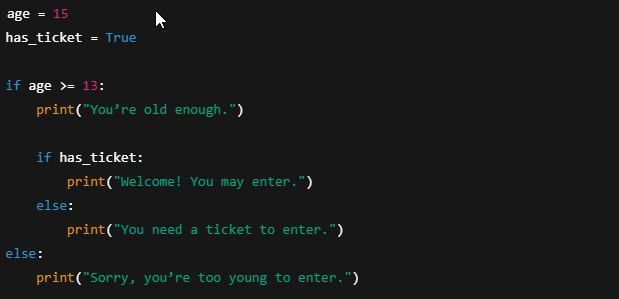 age = 15
has_ticket = True
if age >= 13:
    print("You’re old enough.")
    if has_ticket:
        print("Welcome! You may enter.")
    else:
        print("You need a ticket to enter.")
else:
    print("Sorry, you’re too young to enter.")